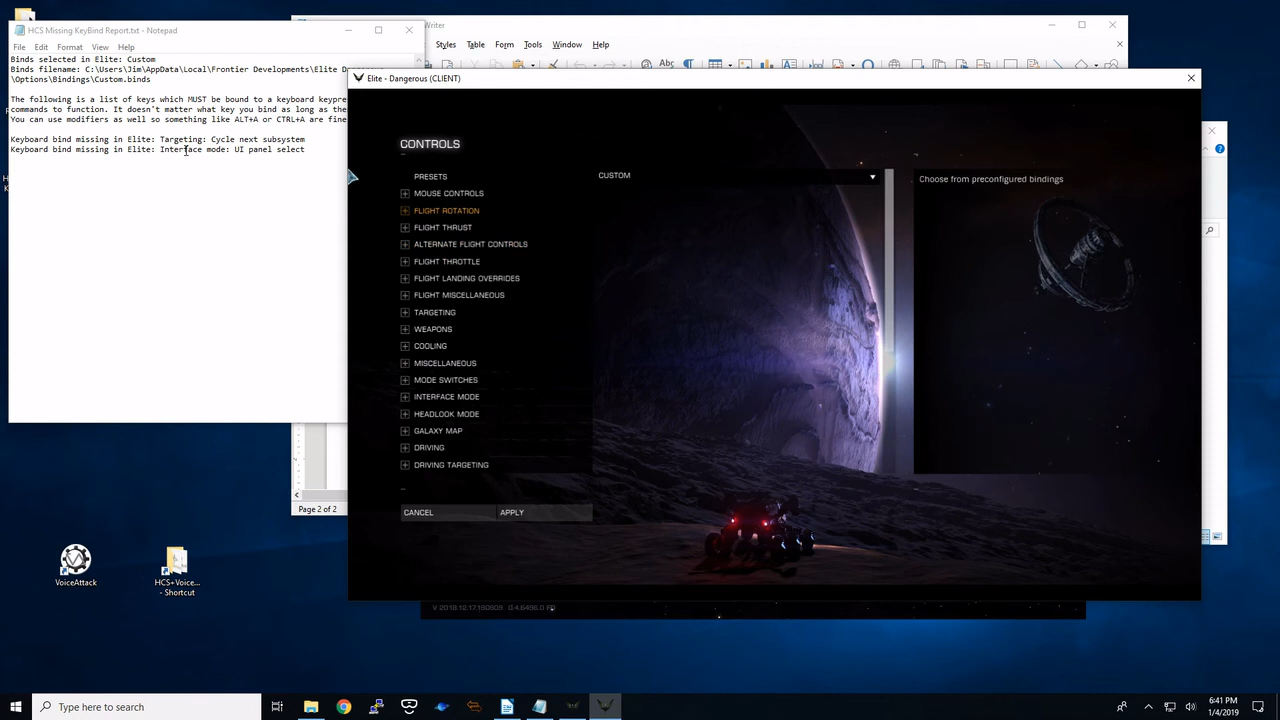 HCS Missing KeyBind Report.txt - Notepad
File Edit Format View Help
Binds selected in Elite: Custom
Binds filename: C:\Users\Jim\AppData\Local\Frontier Developments\Elite Dangerous
\Options\Bindings\Custom.binds
The following is a list of keys which MUST be bound to a keyboard keypre
commands to function. It doesn't matter what key you bind as long as the
You can use modifiers as well so something like ALT+A or CTRL+A are fine
Keyboard bind missing in Elite: Targeting: Cycle next subsystem
Keyboard bind missing in Elite: Interface mode: UI panel select
Writer
Styles Table Form Tools Window Help
Elite - Dangerous (CLIENT)
CONTROLS
PRESETS
CUSTOM
Choose from preconfigured bindings
MOUSE CONTROLS
FLIGHT ROTATION
FLIGHT THRUST
ALTERNATE FLIGHT CONTROLS
FLIGHT THROTTLE
FLIGHT LANDING OVERRIDES
FLIGHT MISCELLANEOUS
TARGETING
WEAPONS
COOLING
MISCELLANEOUS
MODE SWITCHES
INTERFACE MODE
HEADLOOK MODE
GALAXY MAP
DRIVING
DRIVING TARGETING
CANCEL APPLY
Page 2 of 2
VoiceAttack
HCS+Voice...
- Shortcut
Type here to search
6:41 PM
1/4/2019